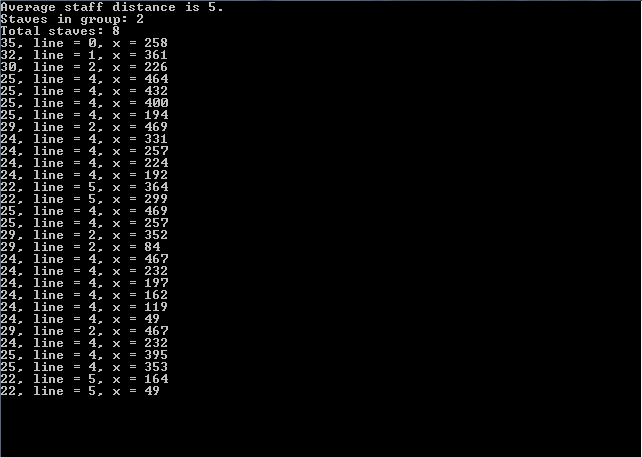 Average staff distance is 5.
Staves in group: 2
Total staves: 8
35, line = 0, x = 258
32, line = 1, x = 361
30, line = 2, x = 226
25, line = 4, x = 464
25, line = 4, x = 432
25, line = 4, x = 400
25, line = 4, x = 194
29, line = 2, x = 469
24, line = 4, x = 331
24, line = 4, x = 257
24, line = 4, x = 224
24, line = 4, x = 192
22, line = 5, x = 364
22, line = 5, x = 299
25, line = 4, x = 469
25, line = 4, x = 257
29, line = 2, x = 352
29, line = 2, x = 84
24, line = 4, x = 467
24, line = 4, x = 232
24, line = 4, x = 197
24, line = 4, x = 162
24, line = 4, x = 119
24, line = 4, x = 49
29, line = 2, x = 467
24, line = 4, x = 232
25, line = 4, x = 395
25, line = 4, x = 353
22, line = 5, x = 164
22, line = 5, x = 49